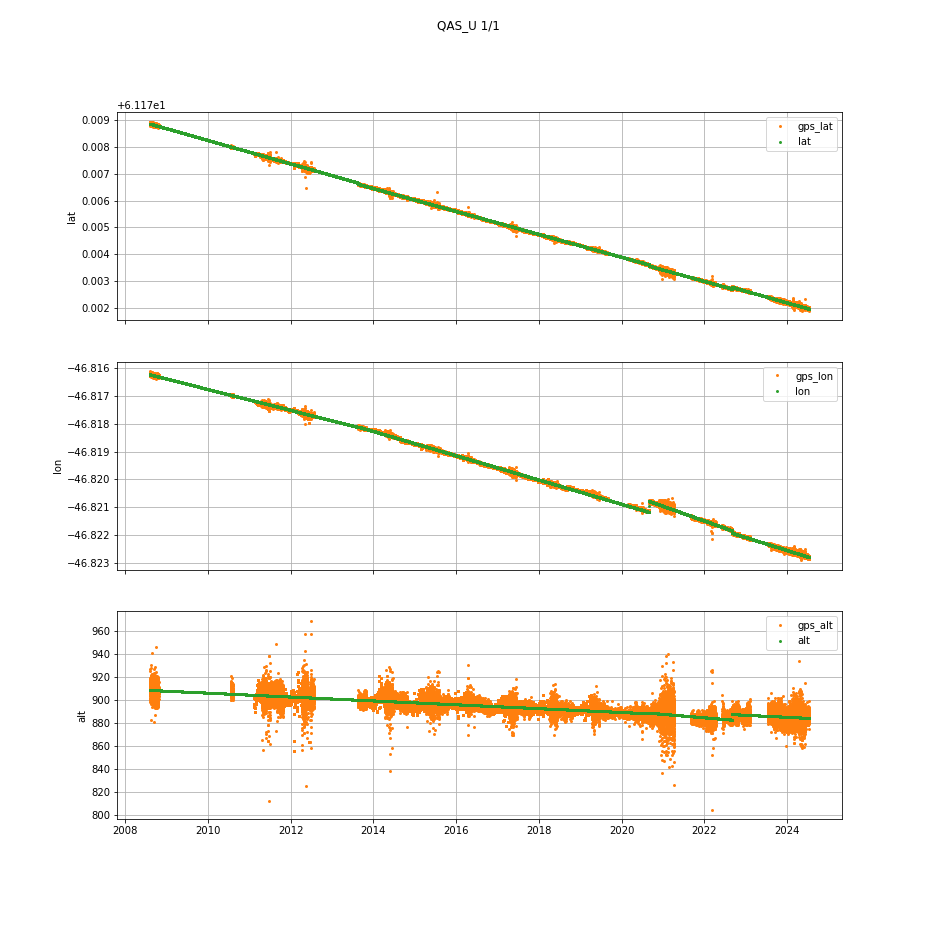 QAS_U 1/1
+6.117e1
0.009
0.008
0.007
0.006
0.005
0.004
0.003
0.002
lat
gps_lat
lat
−46.816
−46.817
−46.818
−46.819
−46.820
−46.821
−46.822
−46.823
lon
gps_lon
lon
960
940
920
900
880
860
840
820
800
alt
gps_alt
alt
2008 2010 2012 2014 2016 2018 2020 2022 2024